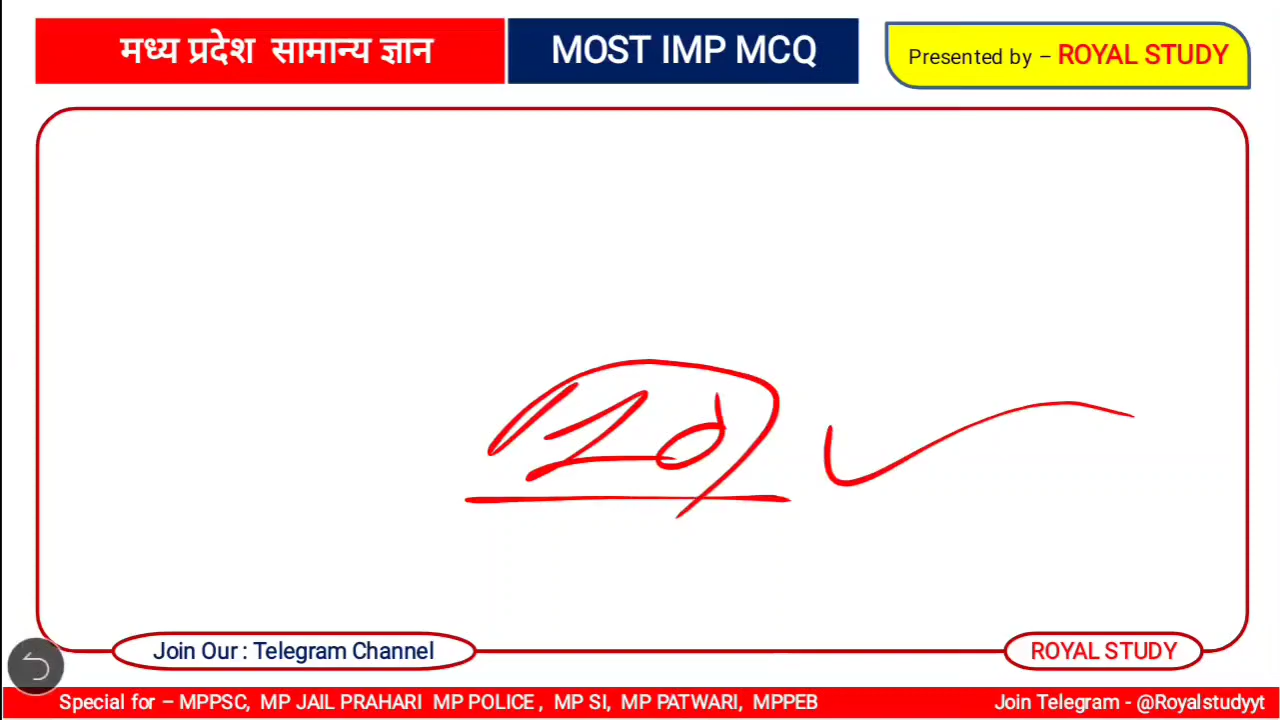 मध्य प्रदेश सामान्य ज्ञान
MOST IMP MCQ
Presented by – ROYAL STUDY
Join Our : Telegram Channel
ROYAL STUDY
Special for – MPPSC, MP JAIL PRAHARI MP POLICE , MP SI, MP PATWARI, MPPEB
Join Telegram - @Royalstudyyt